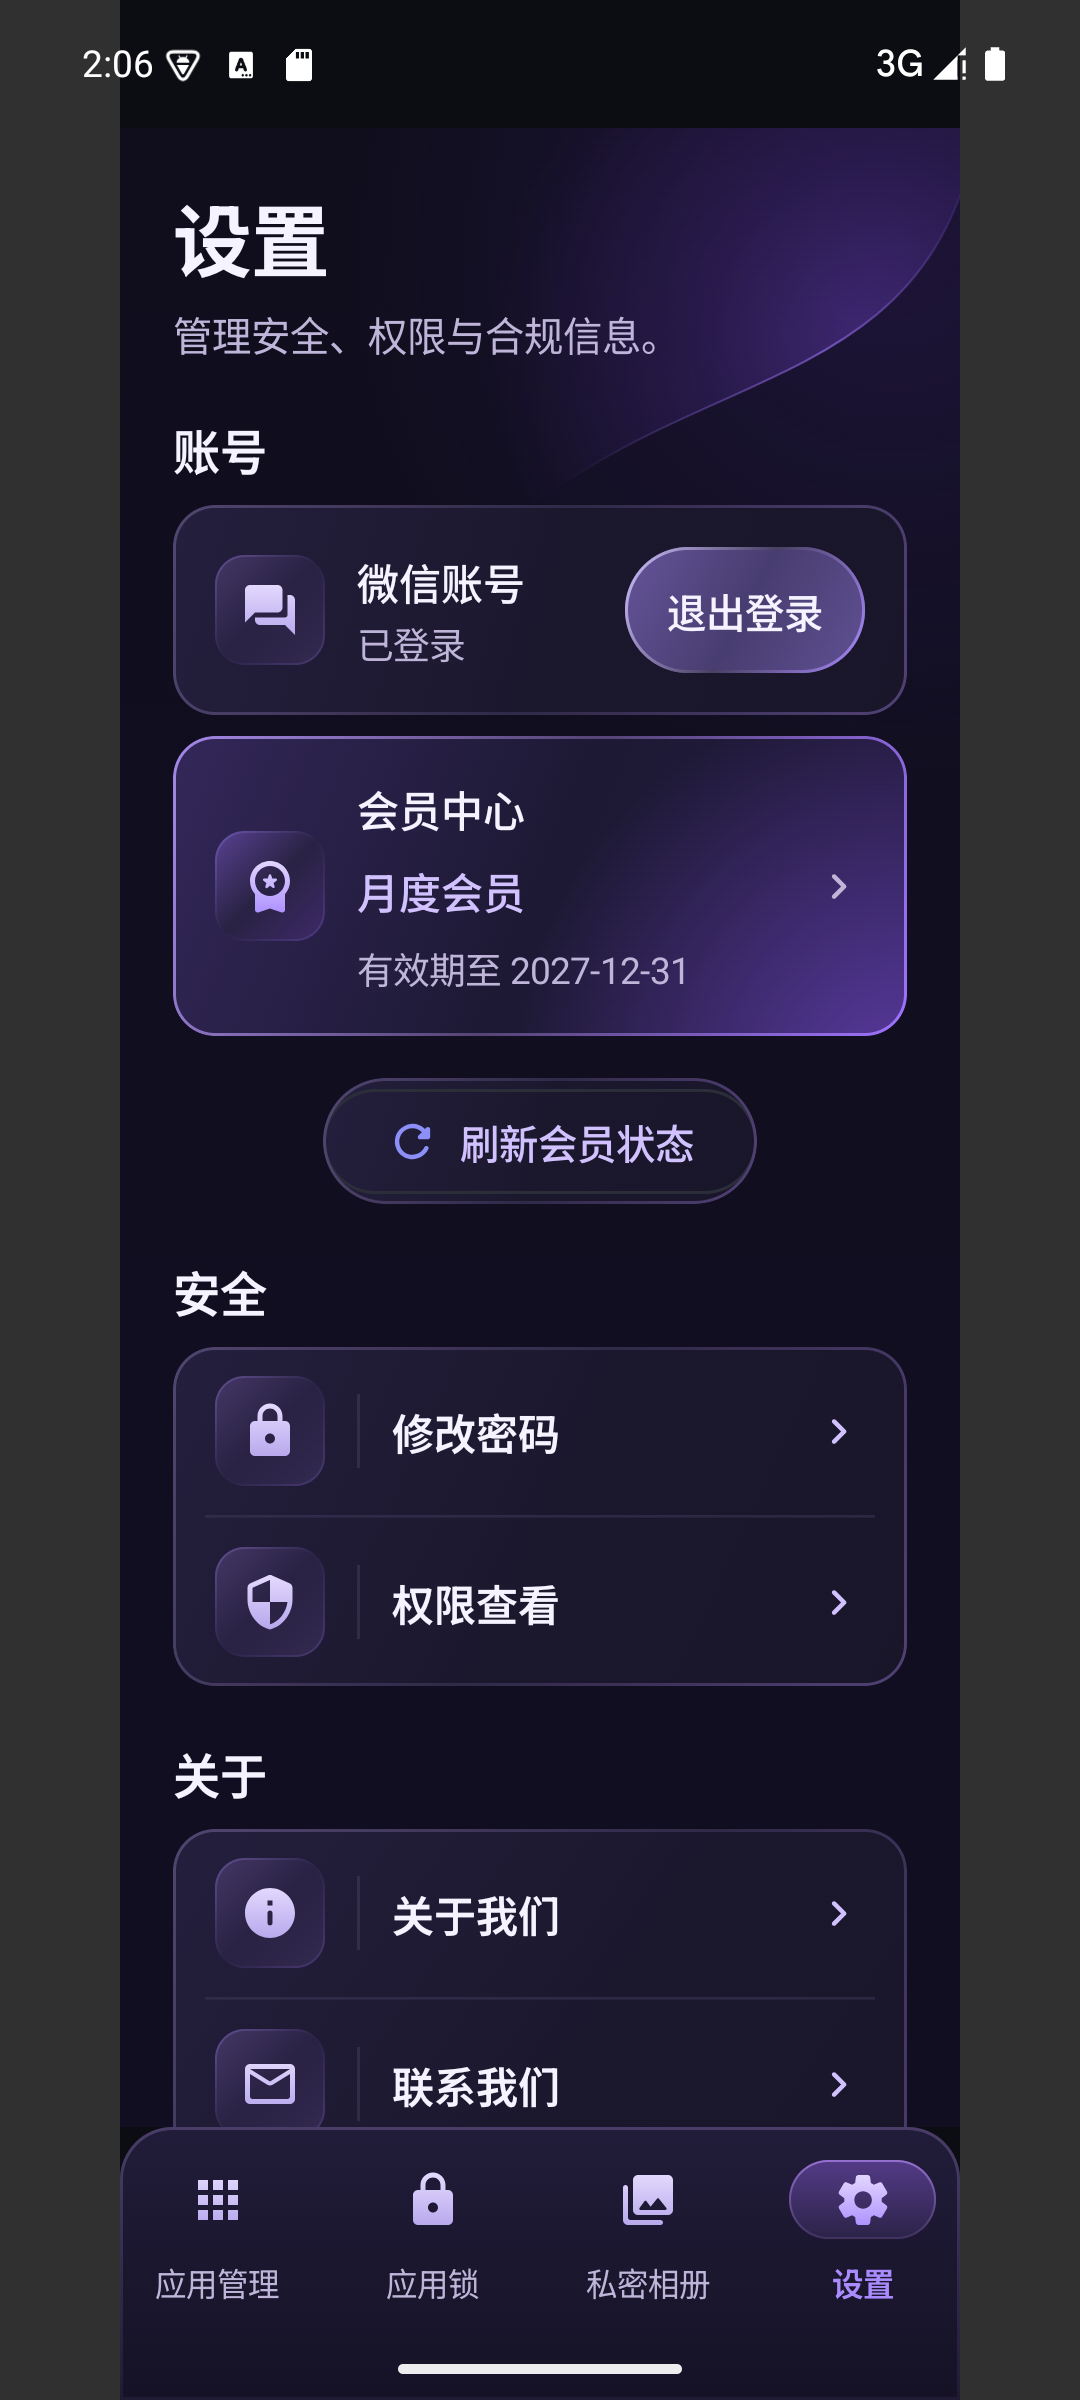 2:06
3G
设置
管理安全、权限与合规信息。
账号
微信账号
已登录
退出登录
会员中心
月度会员
有效期至 2027-12-31
刷新会员状态
安全
修改密码
权限查看
关于
关于我们
联系我们
应用管理
应用锁
私密相册
设置